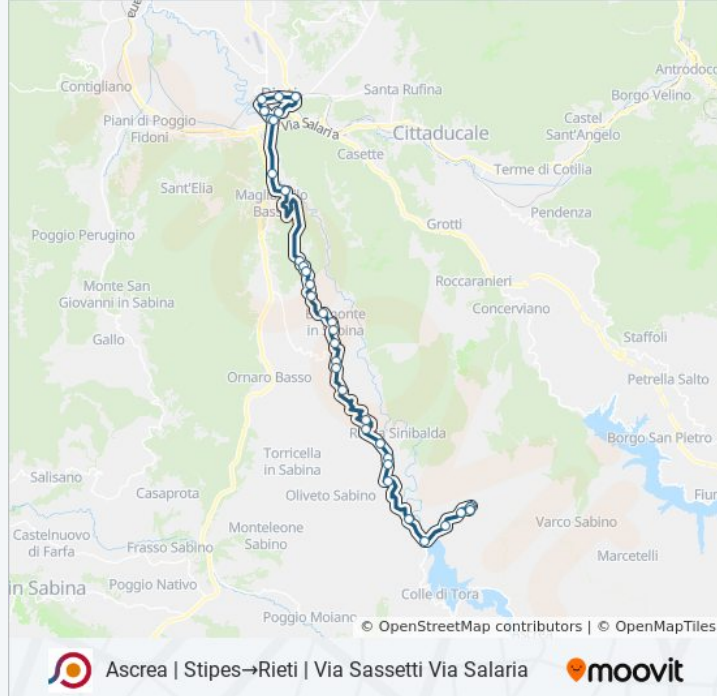 ana
Contigliano
Santa Rufina
Antrodoco
Borgo Velino
Piani di Poggio
Fidoni
Via Salaria
Cittaducale
Castel
Sant'Angelo
Casette
Terme di Cotilia
Sant'Elia
Pendenza
Poggio Perugino
Grotti
Roccaranieri
Monte San
Giovanni in Sabina
Concerviano
in Sabina
Gallo
Staffoli
Ornaro Basso
Petrella Salto
Sinibalda
Borgo San Pietro
Torricella
in Sabina
Salisano
Casaprota
Oliveto Sabino
Fiur
Varco Sabino
Castelnuovo
di Farfa
Monteleone
Sabino
Frasso Sabino
Marcetelli
in Sabina
Poggio Nativo
Colle di Tora
Poggio Moiano
© OpenStreetMap contributors | © OpenMapTiles
Ascrea | Stipes→Rieti | Via Sassetti Via Salaria
moovit